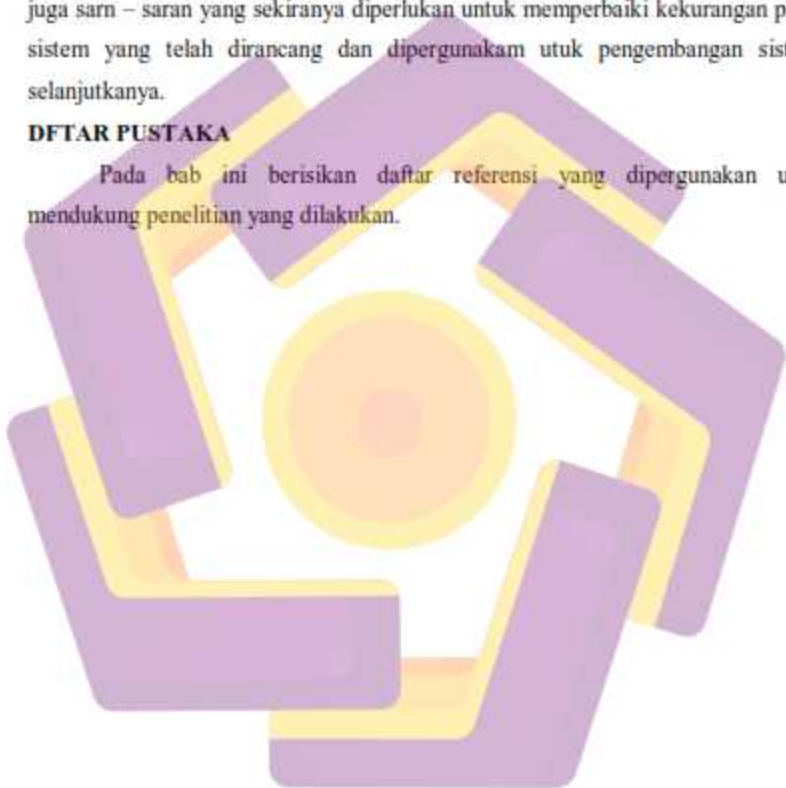 juga sarn – saran yang sekiranya diperlukan untuk memperbaiki kekurangan p
sistem yang telah dirancang dan dipergunakam utuk pengembangan sist
selanjutkanya.
DFTAR PUSTAKA
Pada bab ini berisikan daftar referensi yang dipergunakan u
mendukung penelitian yang dilakukan.